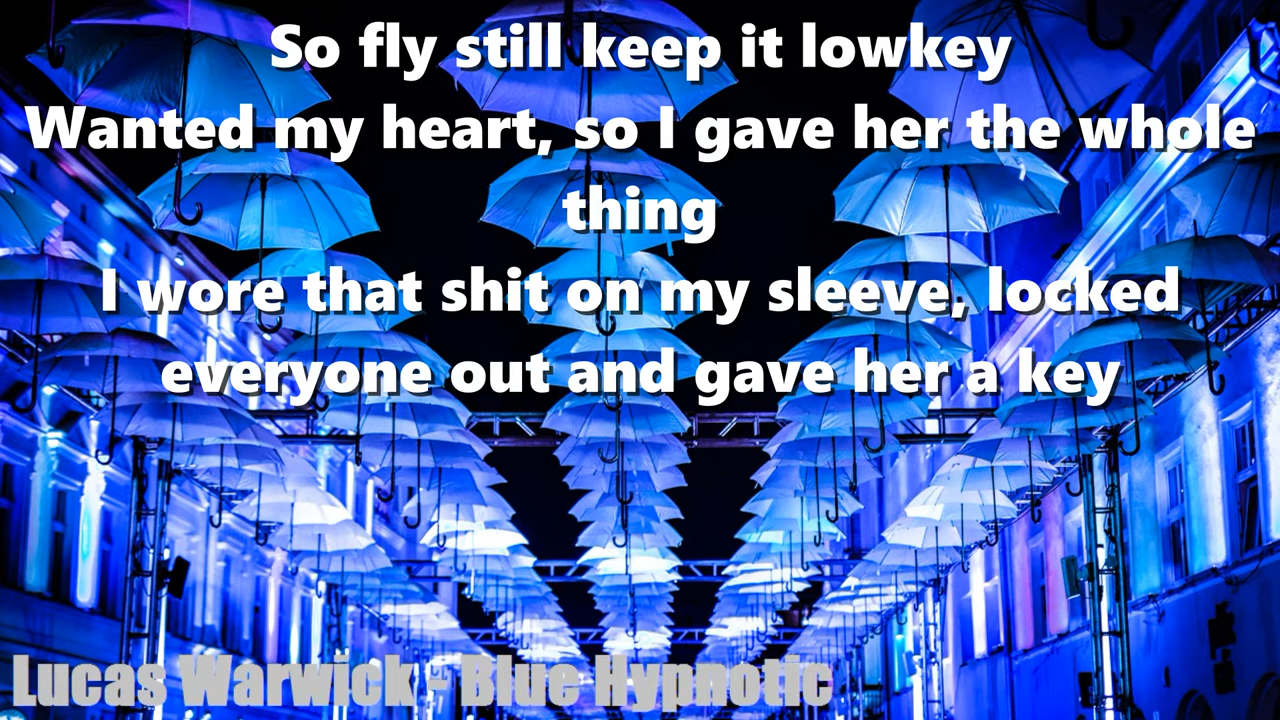 So fly still keep it lowkey
Wanted my heart, so I gave her the whole
thing
I wore that shit on my sleeve, locked
everyone out and gave her a key
Lucas Warwick - Blue Hypnotic